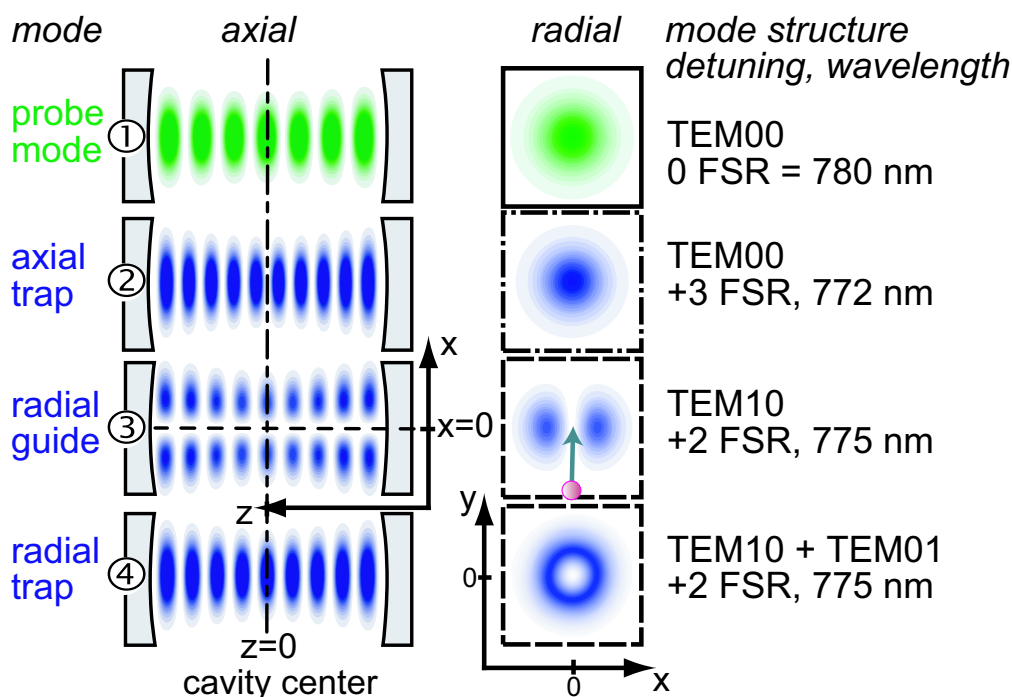 mode axial radial mode structure
detuning, wavelength
probe
mode
①
TEM00
0 FSR = 780 nm
axial
trap
②
TEM00
+3 FSR, 772 nm
x
radial
guide
③
x=0
TEM10
+2 FSR, 775 nm
z
y
radial
trap
④
0
TEM10 + TEM01
+2 FSR, 775 nm
z=0
cavity center
0
x